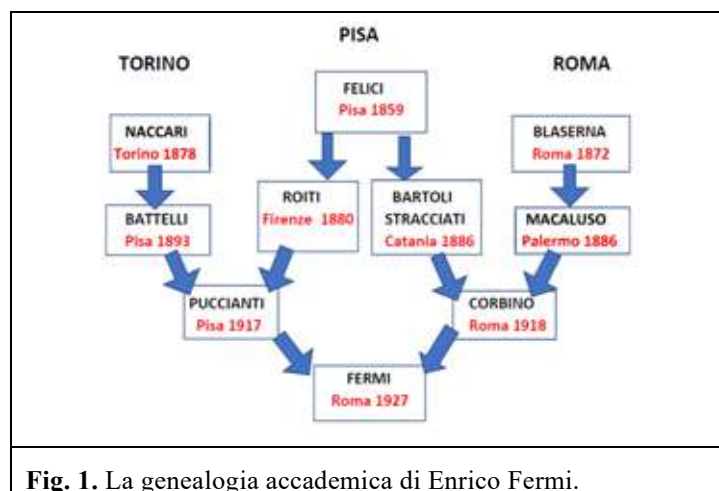 PISA
TORINO
ROMA
FELICI
Pisa 1859
NACCARI
Torino 1878
BLASERNA
Roma 1872
ROITI
Firenze 1880
BARTOLI
STRACCIATI
Catania 1886
BATTELLI
Pisa 1893
MACALUSO
Palermo 1886
PUCCIANTI
Pisa 1917
CORBINO
Roma 1918
FERMI
Roma 1927
Fig. 1. La genealogia accademica di Enrico Fermi.